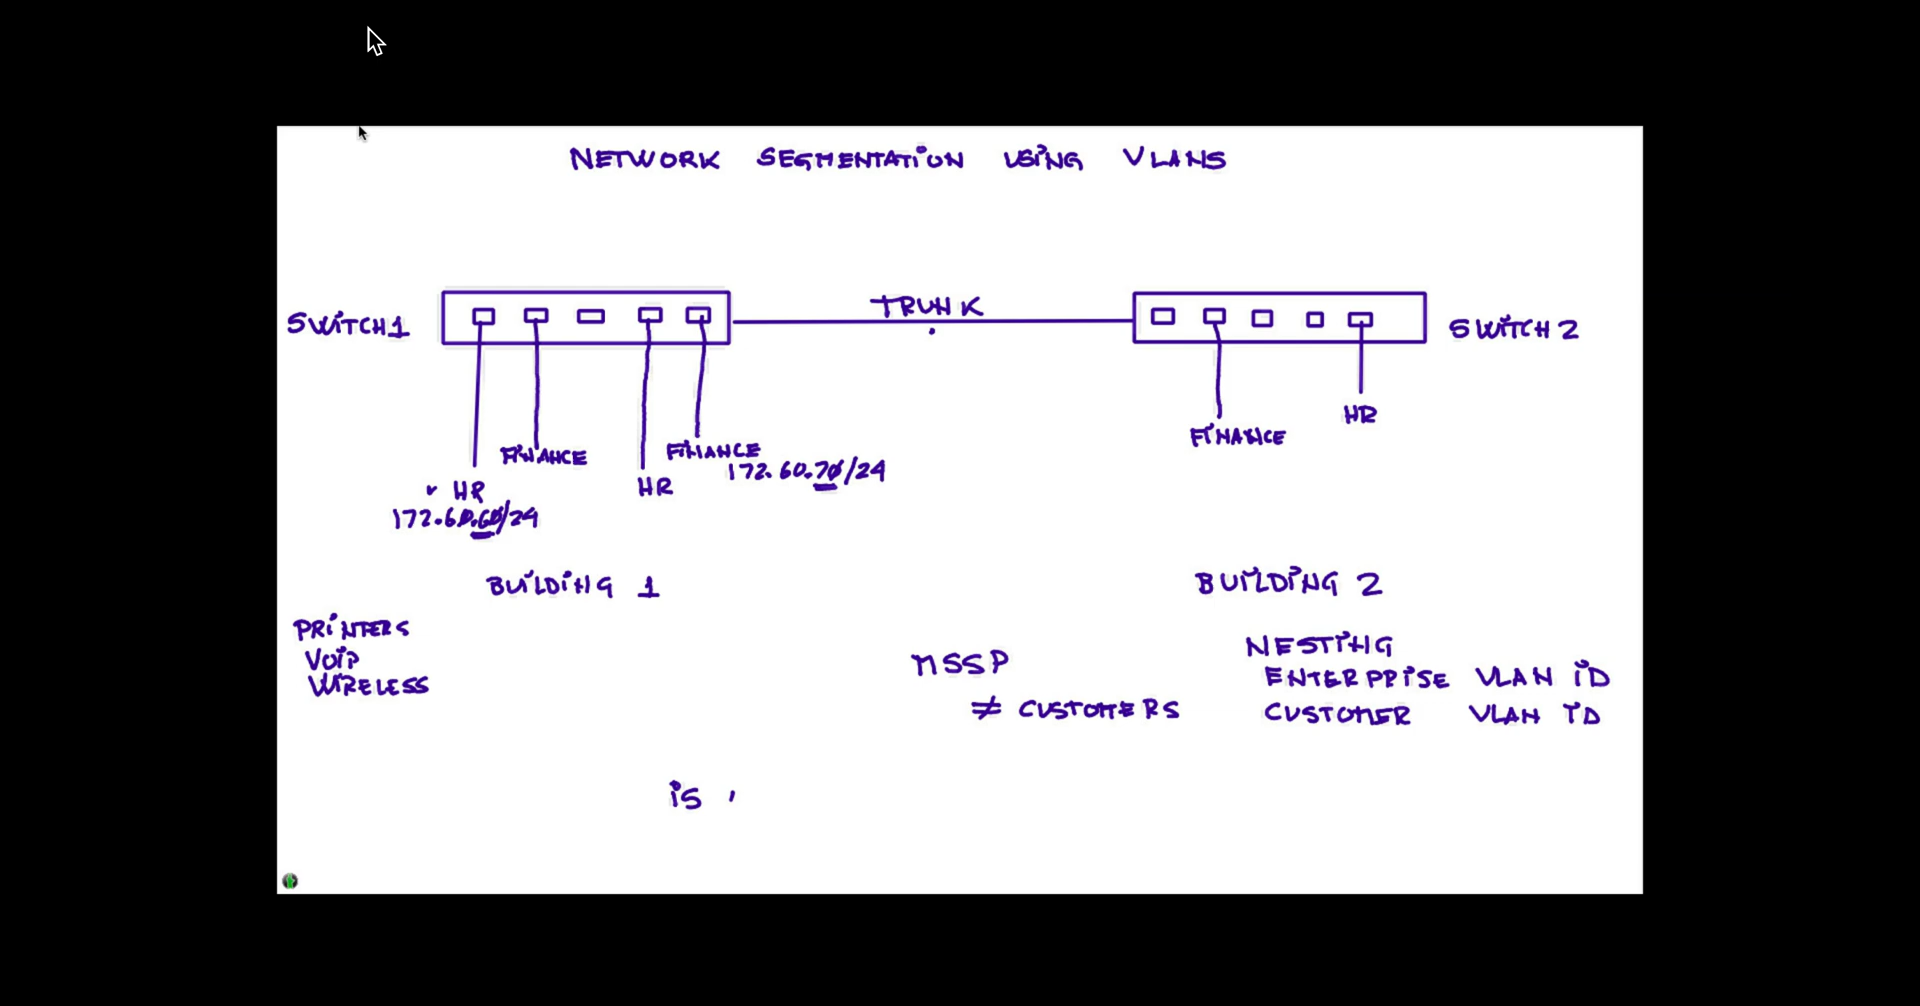 NETWORK SEGMENTATION USING VLANS
SWITCH1
TRUNK
SWITCH 2
HR
FINANCE
FINANCE
FINANCE
172.60.70/24
HR
HR
172.60.60/24
BUILDING 1
BUILDING 2
PRINTERS
VOIP
WIRELESS
MSSP
≠ CUSTOMERS
NESTING
ENTERPRISE VLAN ID
CUSTOMER VLAN ID
IS